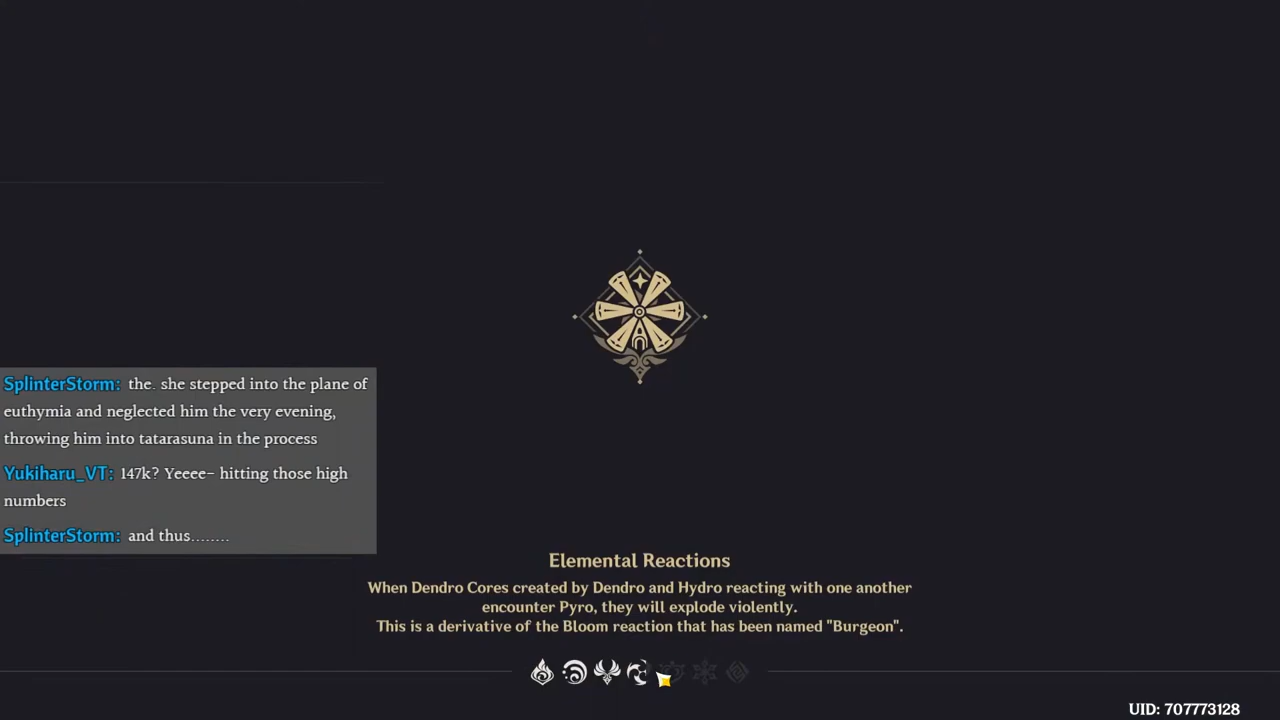 SplinterStorm: the. she stepped into the plane of
euthymia and neglected him the very evening,
throwing him into tatarasuna in the process
Yukiharu_VT: 147k? Yeeee- hitting those high
numbers
SplinterStorm: and thus........
Elemental Reactions
When Dendro Cores created by Dendro and Hydro reacting with one another
encounter Pyro, they will explode violently.
This is a derivative of the Bloom reaction that has been named "Burgeon".
UID: 707773128